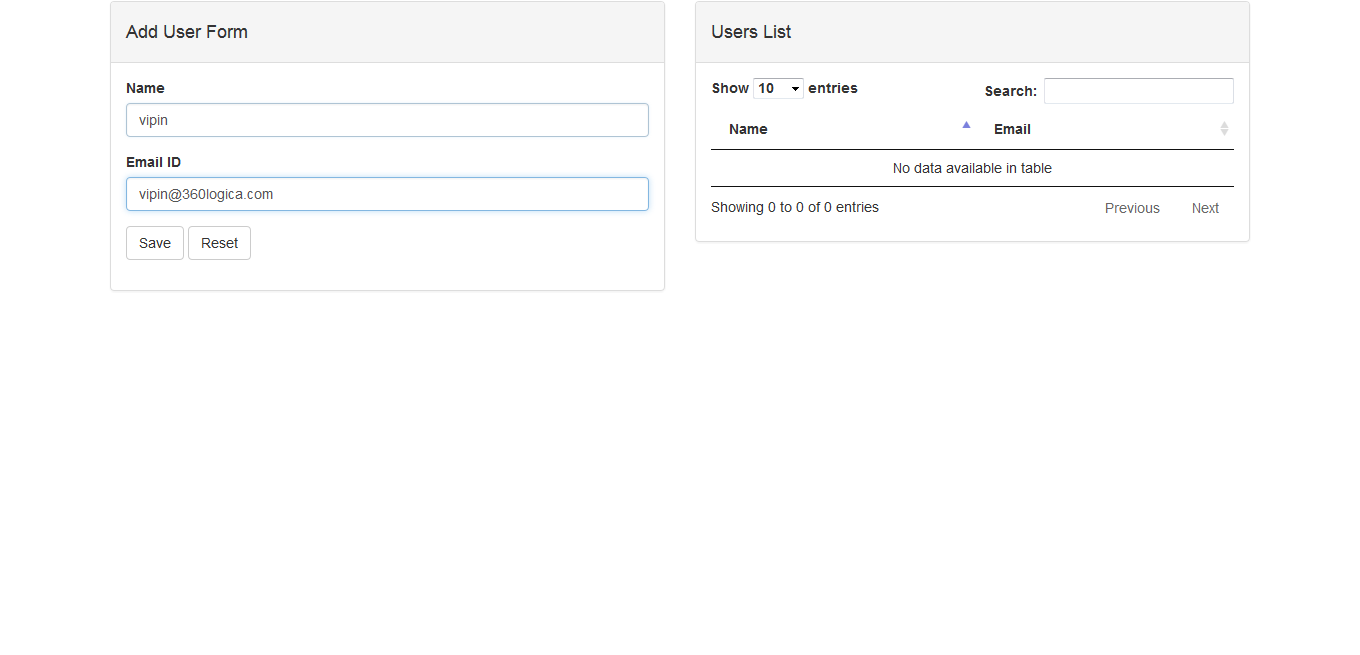 Add User Form
Name
vipin
Email ID
vipin@360logica.com
Save Reset
Users List
Show 10 entries Search:
Name Email
No data available in table
Showing 0 to 0 of 0 entries Previous Next